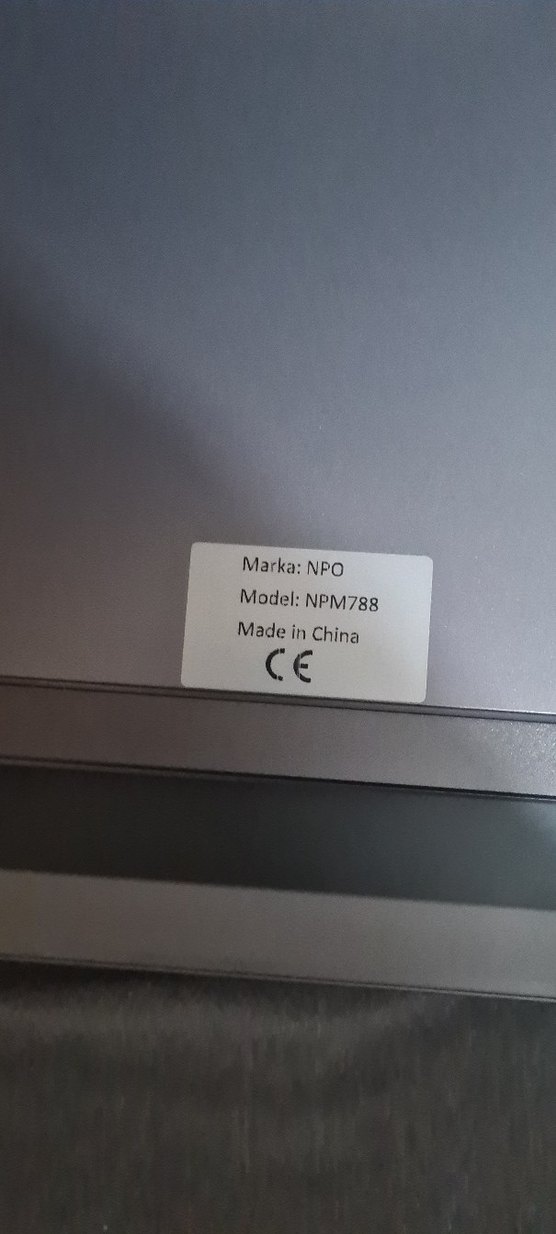 Marka: NPO
Model: NPM788
Made in China
CE